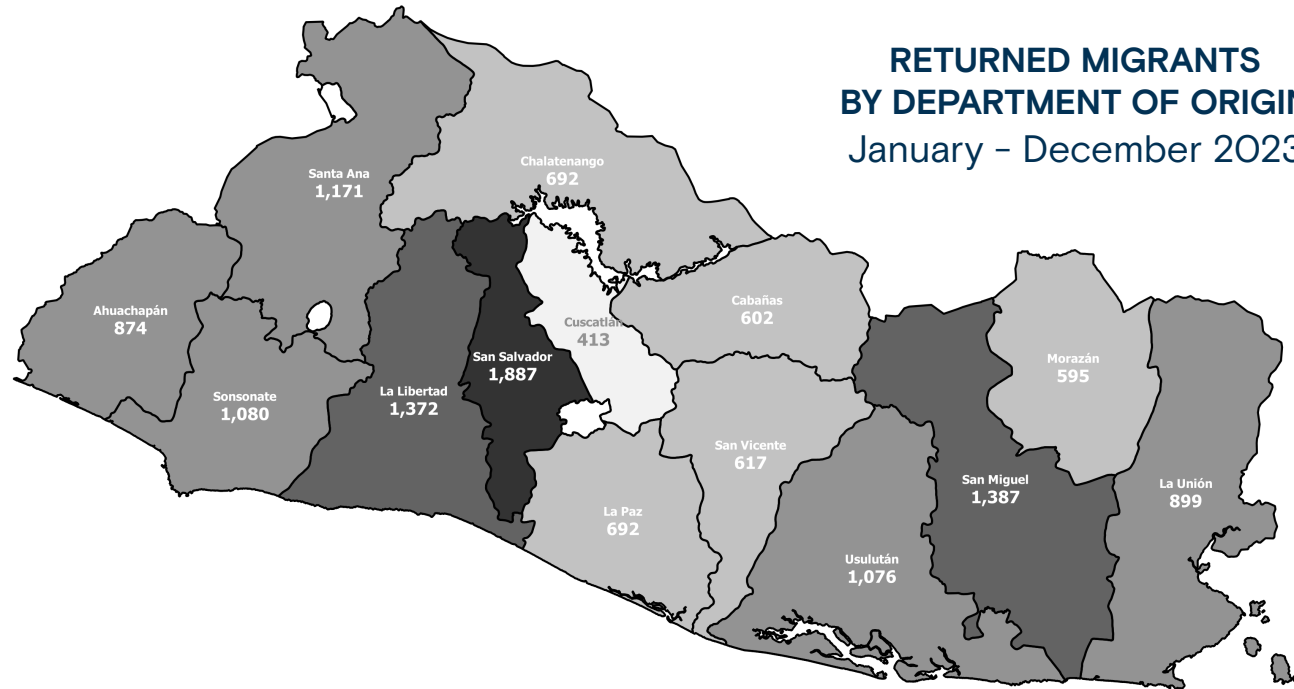 RETURNED MIGRANTS
BY DEPARTMENT OF ORIGIN
January - December 2023
Chalatenango
692
Santa Ana
1,171
Ahuachapán
874
Sonsonate
1,080
La Libertad
1,372
San Salvador
1,887
Cuscatlán
413
Cabañas
602
Morazán
595
San Vicente
617
La Paz
692
San Miguel
1,387
La Unión
899
Usulután
1,076